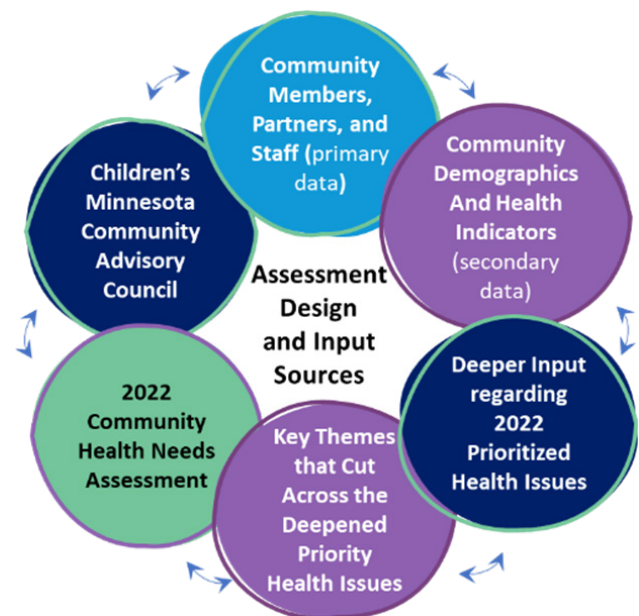 Community
Members,
Partners, and
Staff (primary
data)
Community
Demographics
And Health
Indicators
(secondary
data)
Deeper Input
regarding
2022
Prioritized
Health Issues
Key Themes
that Cut
Across the
Deepened
Priority
Health Issues
2022
Community
Health Needs
Assessment
Children's
Minnesota
Community
Advisory
Council
Assessment
Design
and Input
Sources